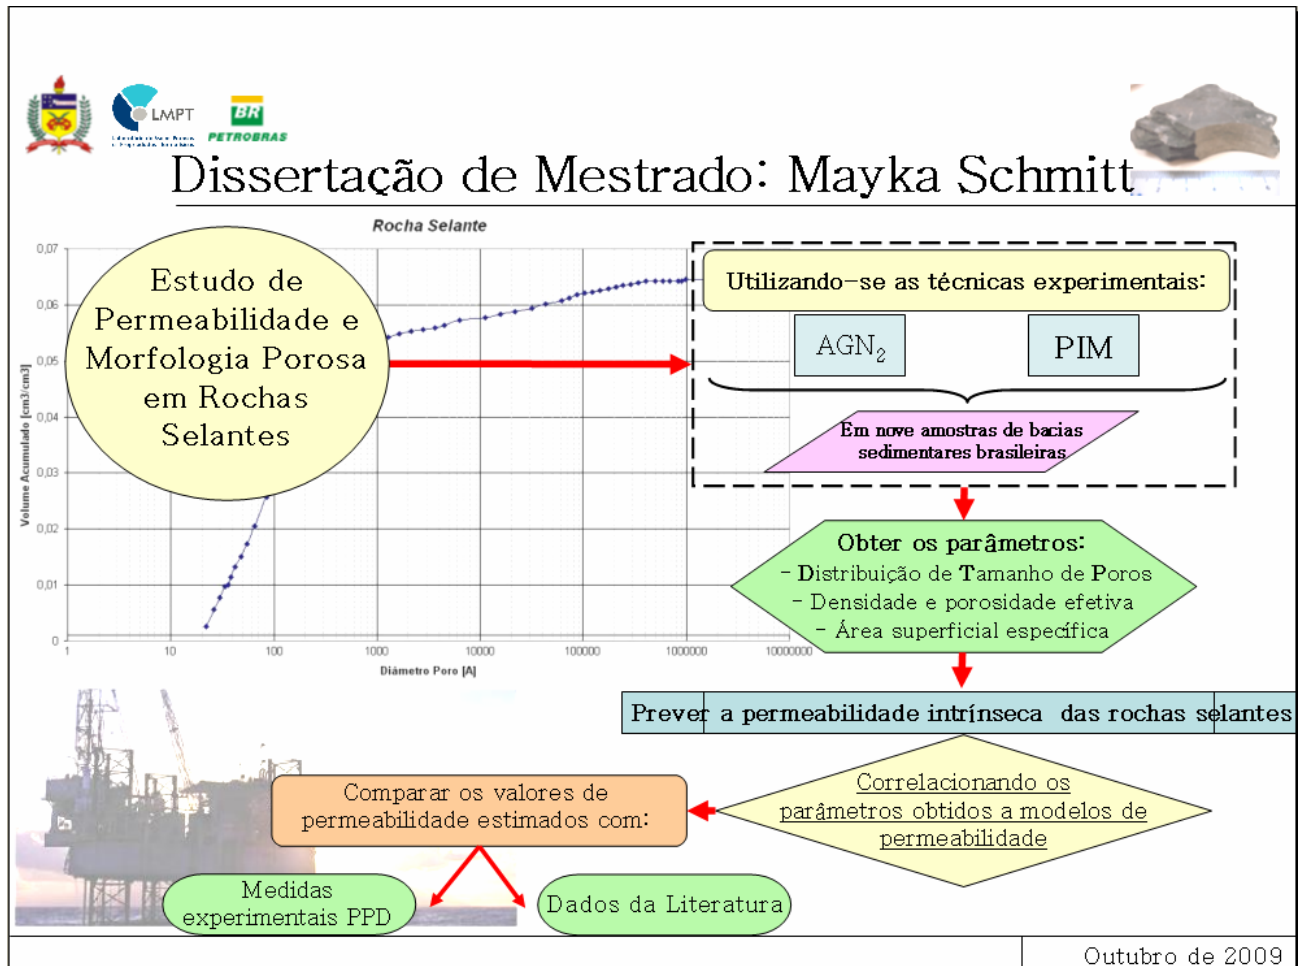 LMPT
BR
PETROBRAS
Dissertação de Mestrado: Mayka Schmitt
Rocha Selante
Estudo de
Permeabilidade e
Morfologia Porosa
em Rochas
Selantes
Utilizando-se as técnicas experimentais:
AGN₂
PIM
Em nove amostras de bacias
sedimentares brasileiras
Obter os parâmetros:
- Distribuição de Tamanho de Poros
- Densidade e porosidade efetiva
- Área superficial específica
Volume Acumulado [cm3/cm3]
0,07
0,06
0,05
0,04
0,03
0,02
0,01
0
1 10 100 1000 10000 100000 1000000 10000000
Diâmetro Poro [A]
Prever a permeabilidade intrínseca das rochas selantes
Correlacionando os
parâmetros obtidos a modelos de
permeabilidade
Comparar os valores de
permeabilidade estimados com:
Medidas
experimentais PPD
Dados da Literatura
Outubro de 2009